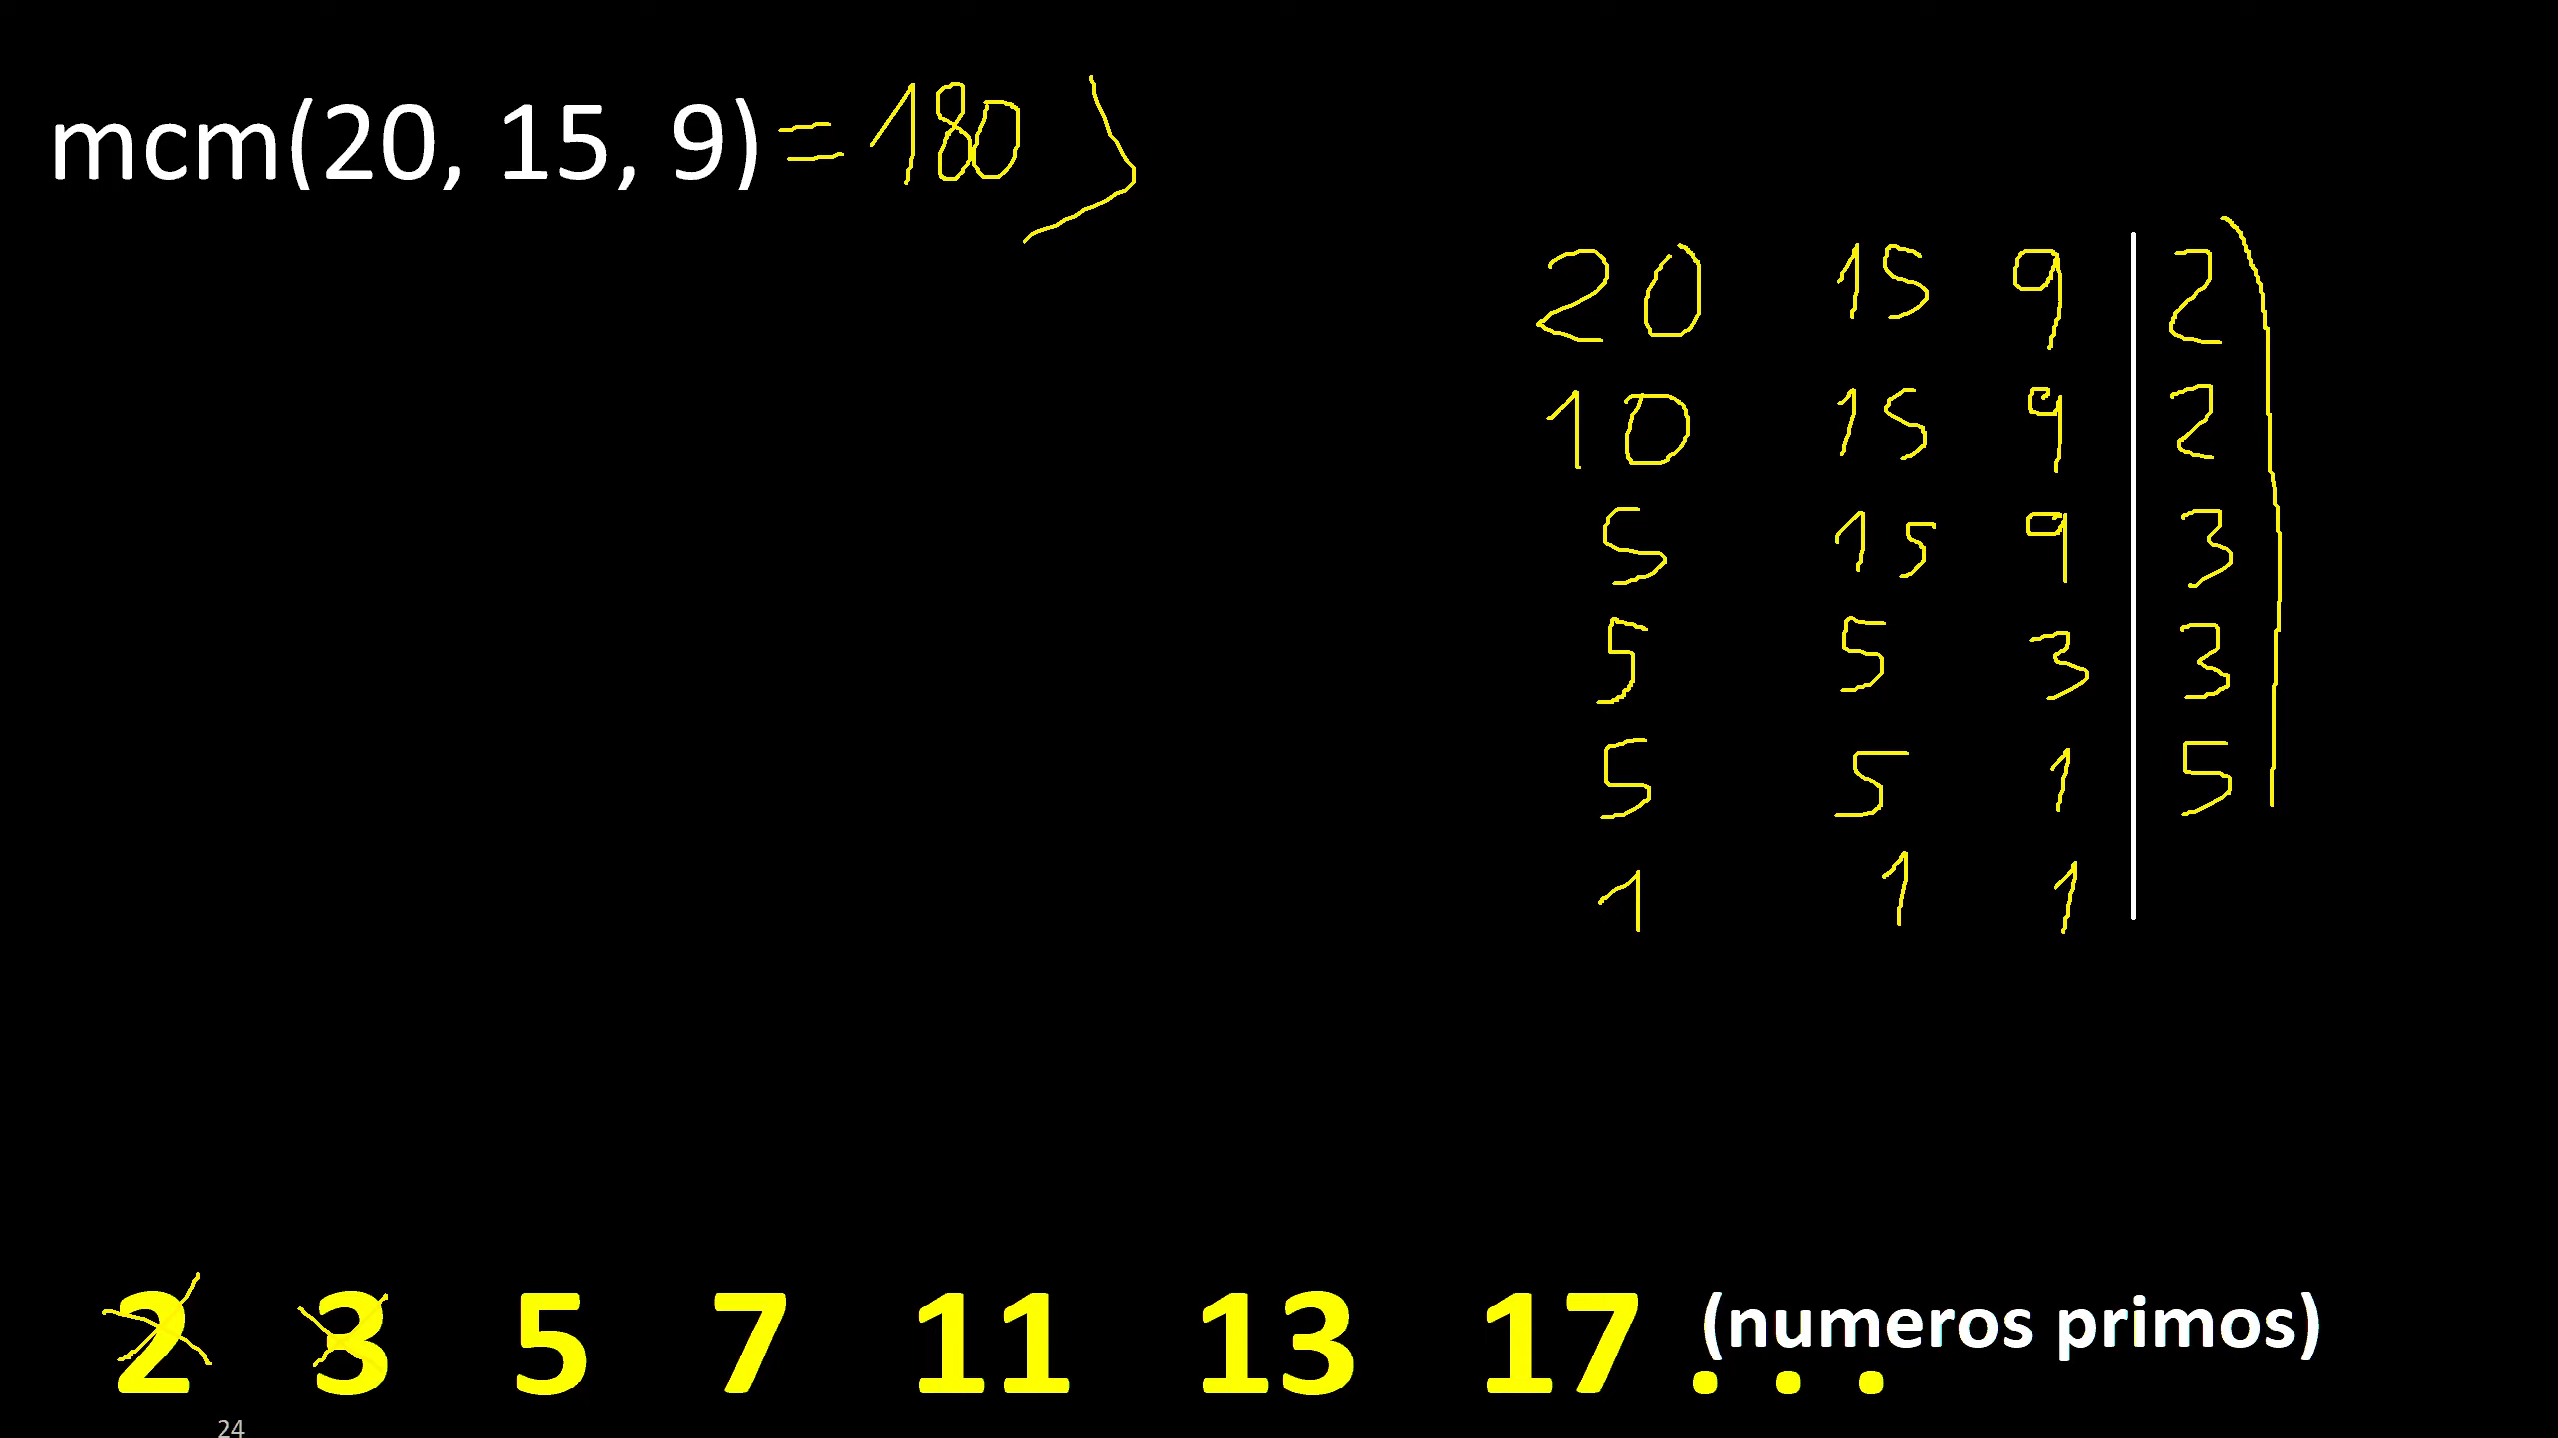 mcm(20, 15, 9) = 180
20 15 9 2
10 15 9 2
5 15 9 3
5 5 3 3
5 5 1 5
1 1 1
2 3 5 7 11 13 17 . . . (numeros primos)
24